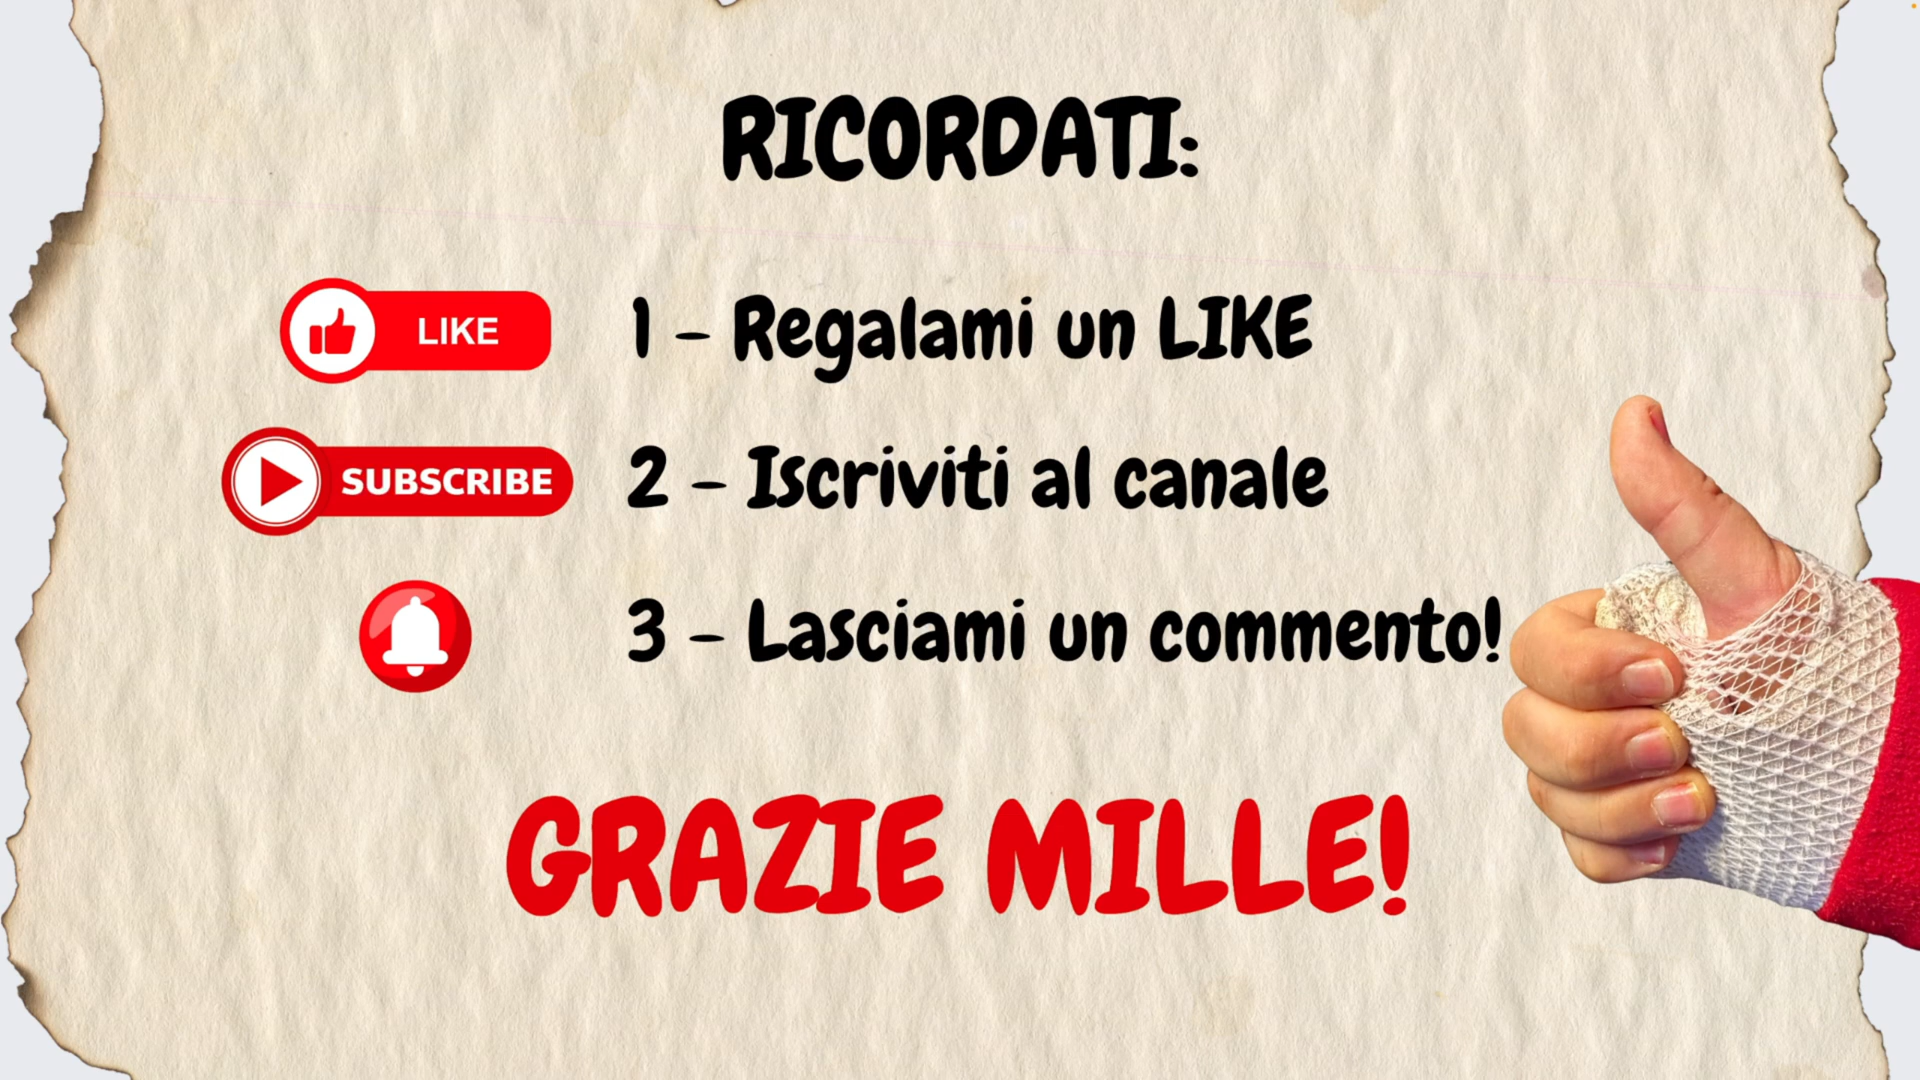 RICORDATI:
LIKE
1 - Regalami un LIKE
SUBSCRIBE
2 - Iscriviti al canale
3 - Lasciami un commento!
GRAZIE MILLE!